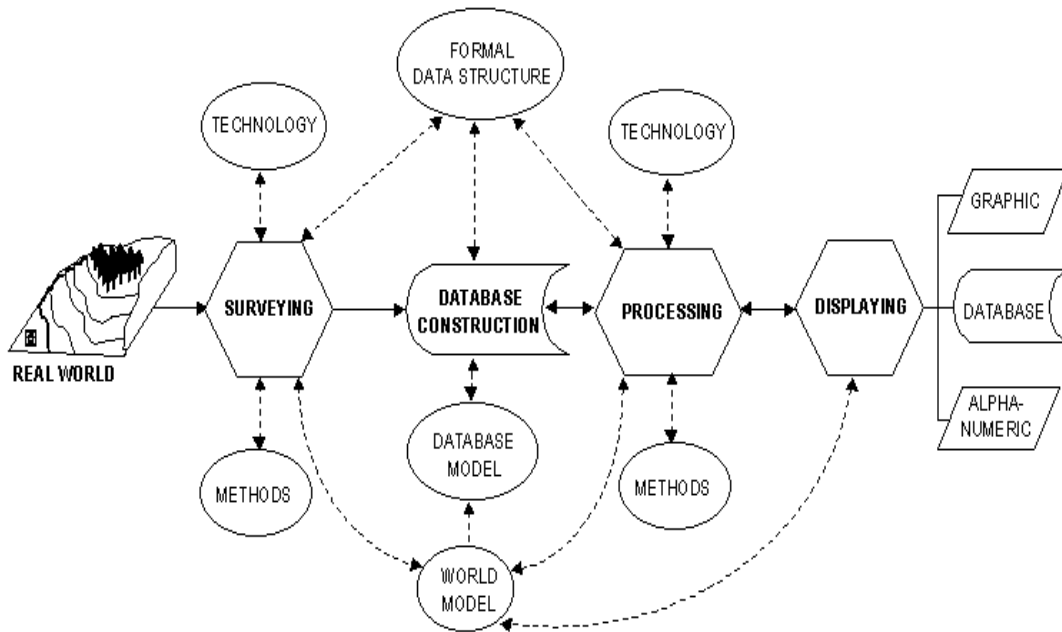 FORMAL
DATA STRUCTURE
TECHNOLOGY
TECHNOLOGY
GRAPHIC
REAL WORLD
SURVEYING
DATABASE
CONSTRUCTION
PROCESSING
DISPLAYING
DATABASE
ALPHA-
NUMERIC
DATABASE
MODEL
METHODS
METHODS
WORLD
MODEL